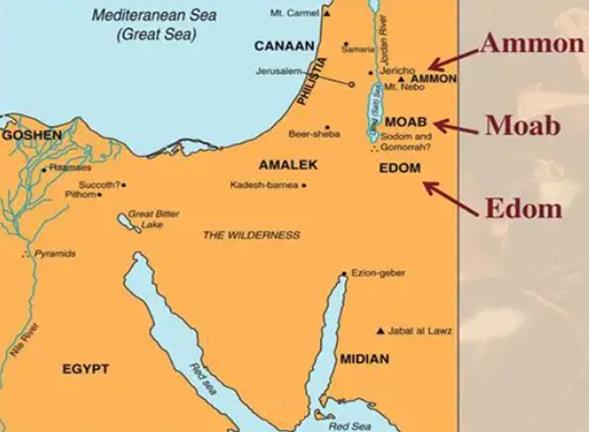 Mediterranean Sea
(Great Sea)
Mt. Carmel
CANAAN
Samaria
Jordan River
Ammon
Jerusalem
PHILISTIA
Jericho
AMMON
Mt. Nebo
Dead (Salt) Sea
MOAB
Moab
GOSHEN
Beer-sheba
Sodom and
Gomorrah?
Raamses
AMALEK
EDOM
Succoth?
Pithom
Kadesh-barnea
Edom
Great Bitter
Lake
THE WILDERNESS
Pyramids
Ezion-geber
Nile River
Jabal al Lawz
EGYPT
Red sea
MIDIAN
Red Sea